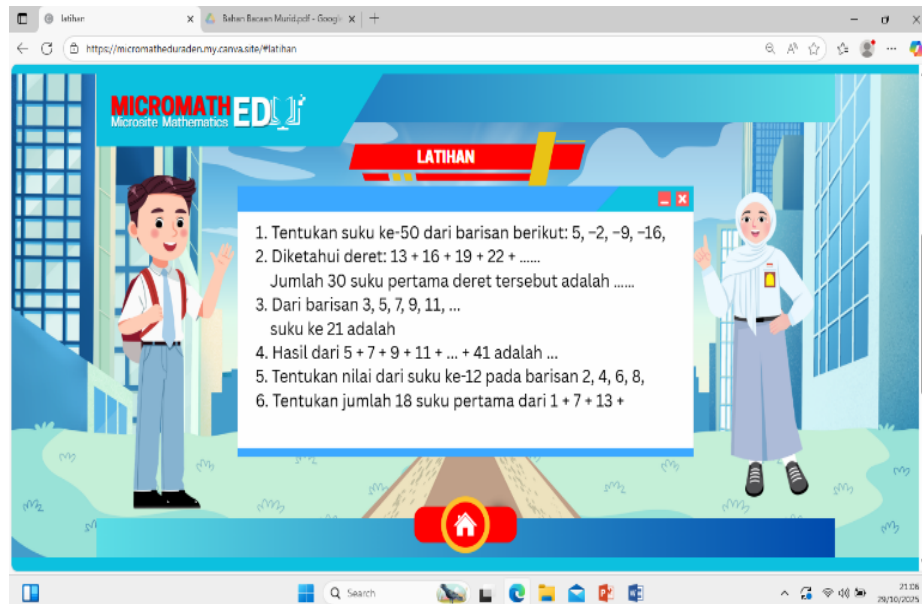 latihan
Bahan Bacaan Murid.pdf - Googl
https://micromatheduraden.my.canva.site/#latihan
MICROMATH EDU
Microsite Mathematics
LATIHAN
1. Tentukan suku ke-50 dari barisan berikut: 5, −2, −9, −16,
2. Diketahui deret: 13 + 16 + 19 + 22 + ......
Jumlah 30 suku pertama deret tersebut adalah ......
3. Dari barisan 3, 5, 7, 9, 11, ...
suku ke 21 adalah
4. Hasil dari 5 + 7 + 9 + 11 + ... + 41 adalah ...
5. Tentukan nilai dari suku ke-12 pada barisan 2, 4, 6, 8,
6. Tentukan jumlah 18 suku pertama dari 1 + 7 + 13 +
Search
21.06
29/10/2025